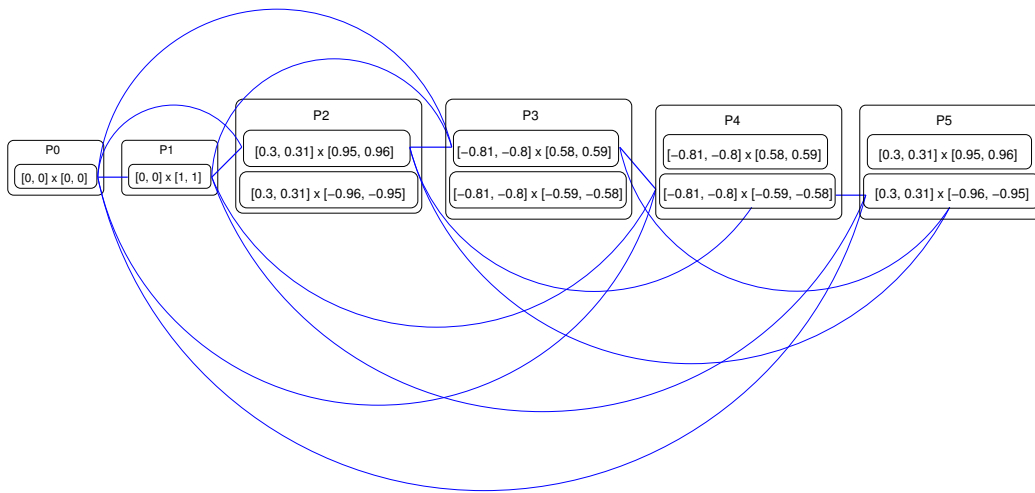 P0
[0, 0] x [0, 0]
P1
[0, 0] x [1, 1]
P2
[0.3, 0.31] x [0.95, 0.96]
[0.3, 0.31] x [−0.96, −0.95]
P3
[−0.81, −0.8] x [0.58, 0.59]
[−0.81, −0.8] x [−0.59, −0.58]
P4
[−0.81, −0.8] x [0.58, 0.59]
[−0.81, −0.8] x [−0.59, −0.58]
P5
[0.3, 0.31] x [0.95, 0.96]
[0.3, 0.31] x [−0.96, −0.95]